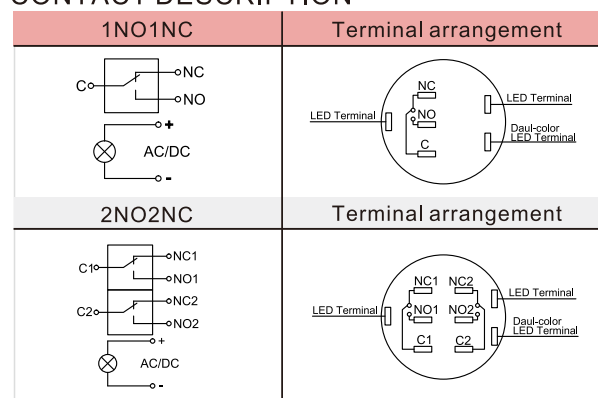 CONTACT DESCRIPTION
1NO1NC
Terminal arrangement
C
NC
NO
+
AC/DC
-
NC
NO
C
LED Terminal
LED Terminal
Daul-color
LED Terminal
2NO2NC
Terminal arrangement
C1
NC1
NO1
C2
NC2
NO2
+
AC/DC
-
NC1 NC2
NO1 NO2
C1 C2
LED Terminal
LED Terminal
Daul-color
LED Terminal